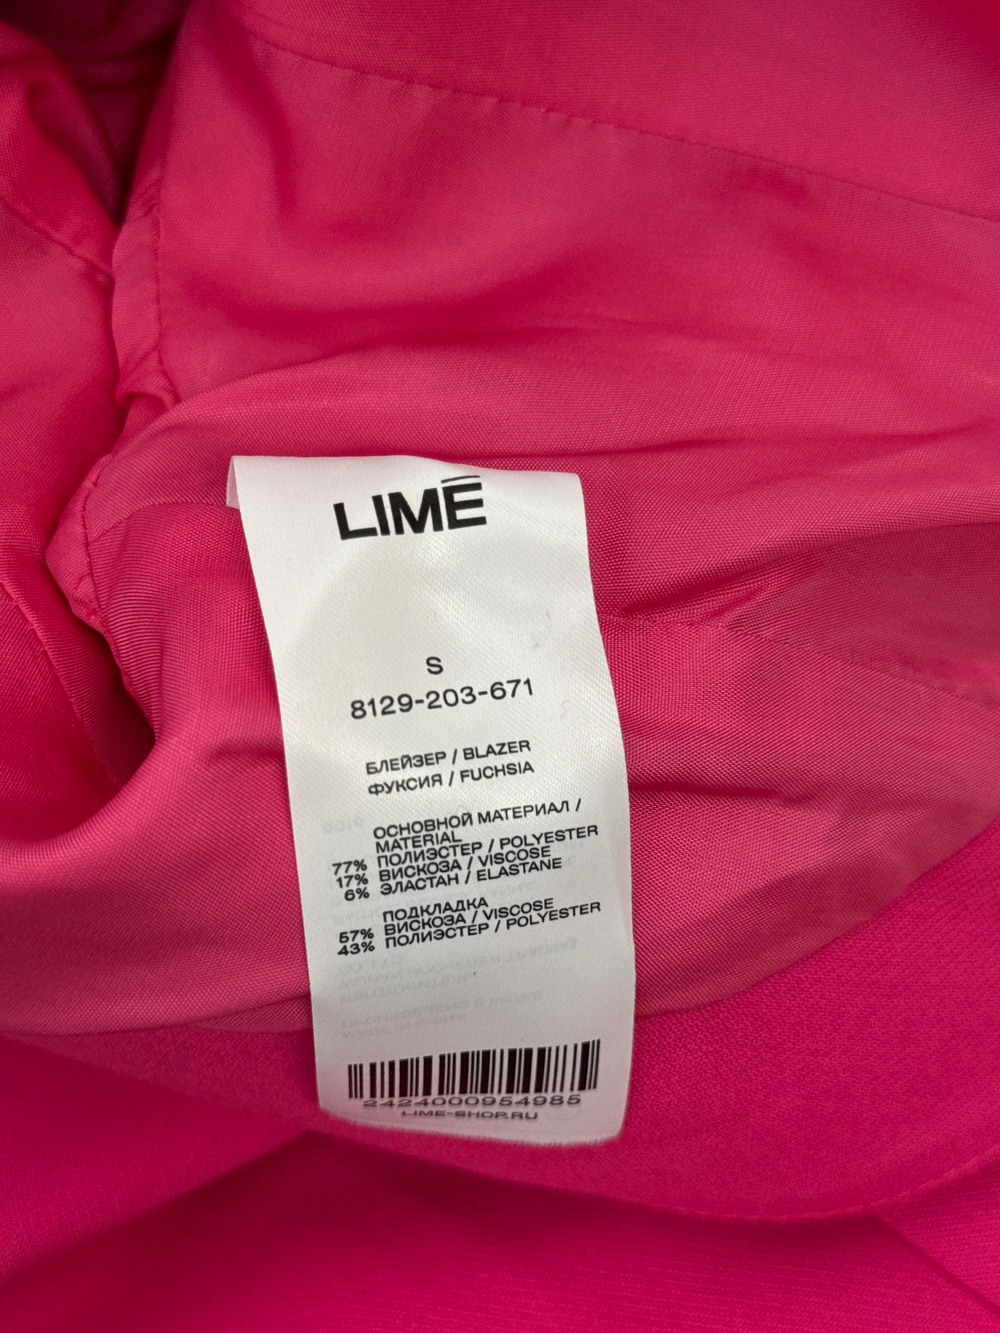 LIMĒ
S
8129-203-671
БЛЕЙЗЕР / BLAZER
ФУКСИЯ / FUCHSIA
ОСНОВНОЙ МАТЕРИАЛ /
MATERIAL
77% ПОЛИЭСТЕР / POLYESTER
17% ВИСКОЗА / VISCOSE
6% ЭЛАСТАН / ELASTANE
ПОДКЛАДКА
57% ВИСКОЗА / VISCOSE
43% ПОЛИЭСТЕР / POLYESTER
2424000954985
LIME-SHOP.RU